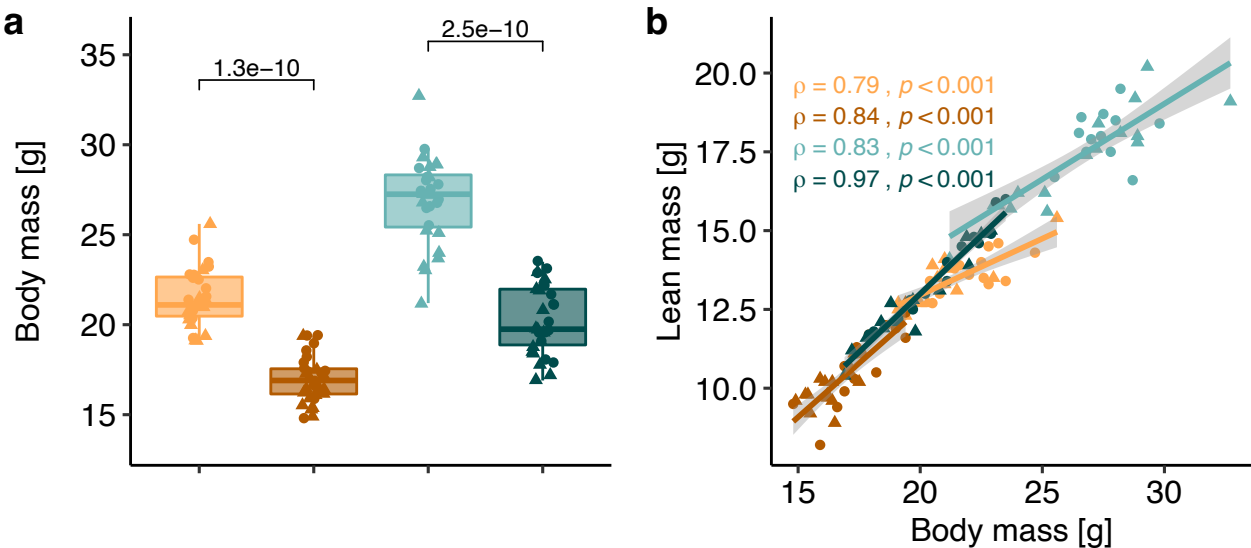 a
Body mass [g]
35
30
25
20
15
1.3e−10
2.5e−10
b
Lean mass [g]
20.0
17.5
15.0
12.5
10.0
ρ = 0.79 , p < 0.001
ρ = 0.84 , p < 0.001
ρ = 0.83 , p < 0.001
ρ = 0.97 , p < 0.001
15 20 25 30
Body mass [g]